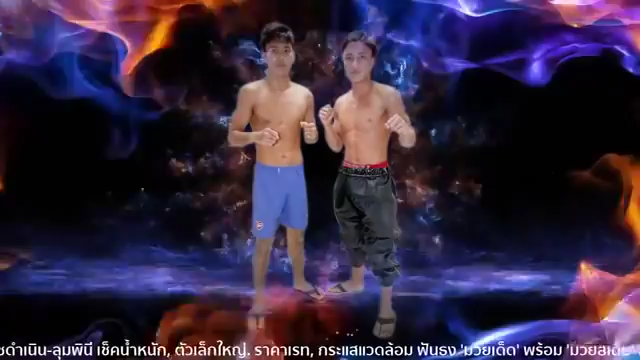 ชดำเนิน-ลุมพินี เช็คน้ำหนัก, ตัวเล็กใหญ่. ราคาเรท, กระแสแวดล้อม ฟันธง 'มวยเด็ด' พร้อม 'มวยสเต็ป